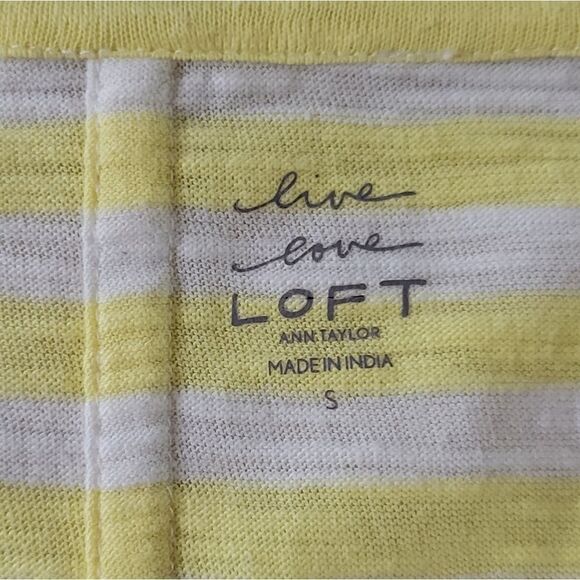 live
love
LOFT
ANN TAYLOR
MADE IN INDIA
S